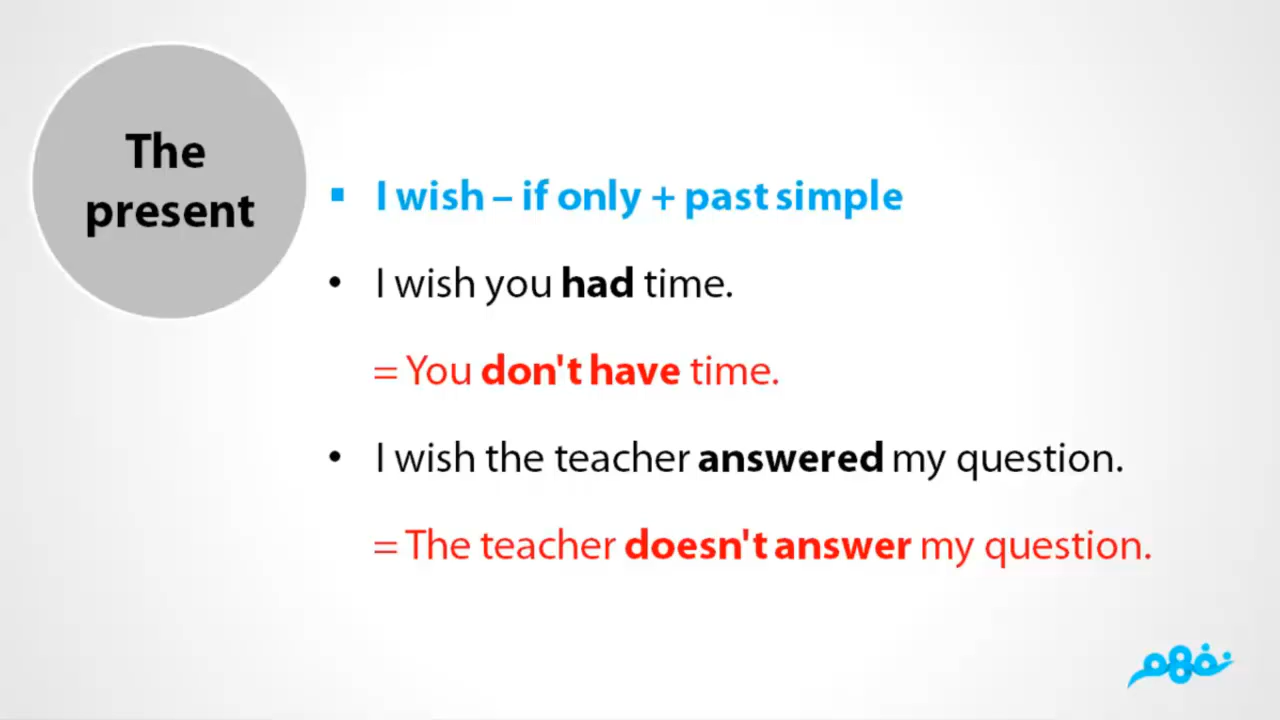 The
present
▪ I wish – if only + past simple
• I wish you had time.
= You don't have time.
• I wish the teacher answered my question.
= The teacher doesn't answer my question.
نفهم